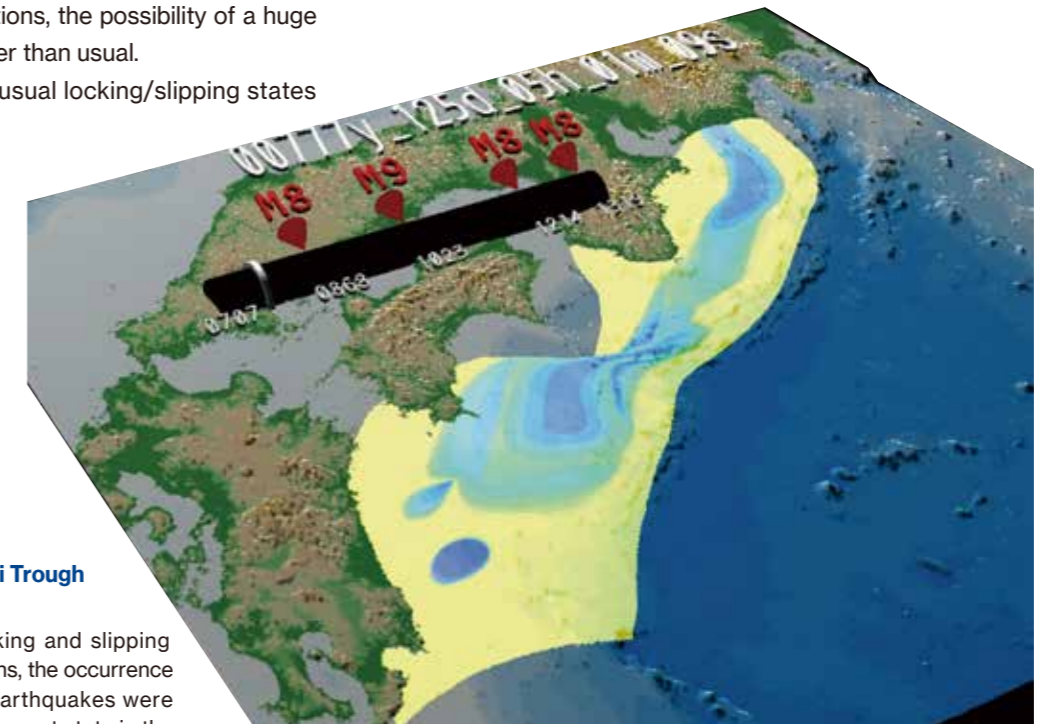 tions, the possibility of a huge
er than usual.
usual locking/slipping states
00777y_125d_05h_01m_09s
M8 M9 M8 M8
0707 0868 1023 1214
i Trough
king and slipping
ns, the occurrence
arthquakes were